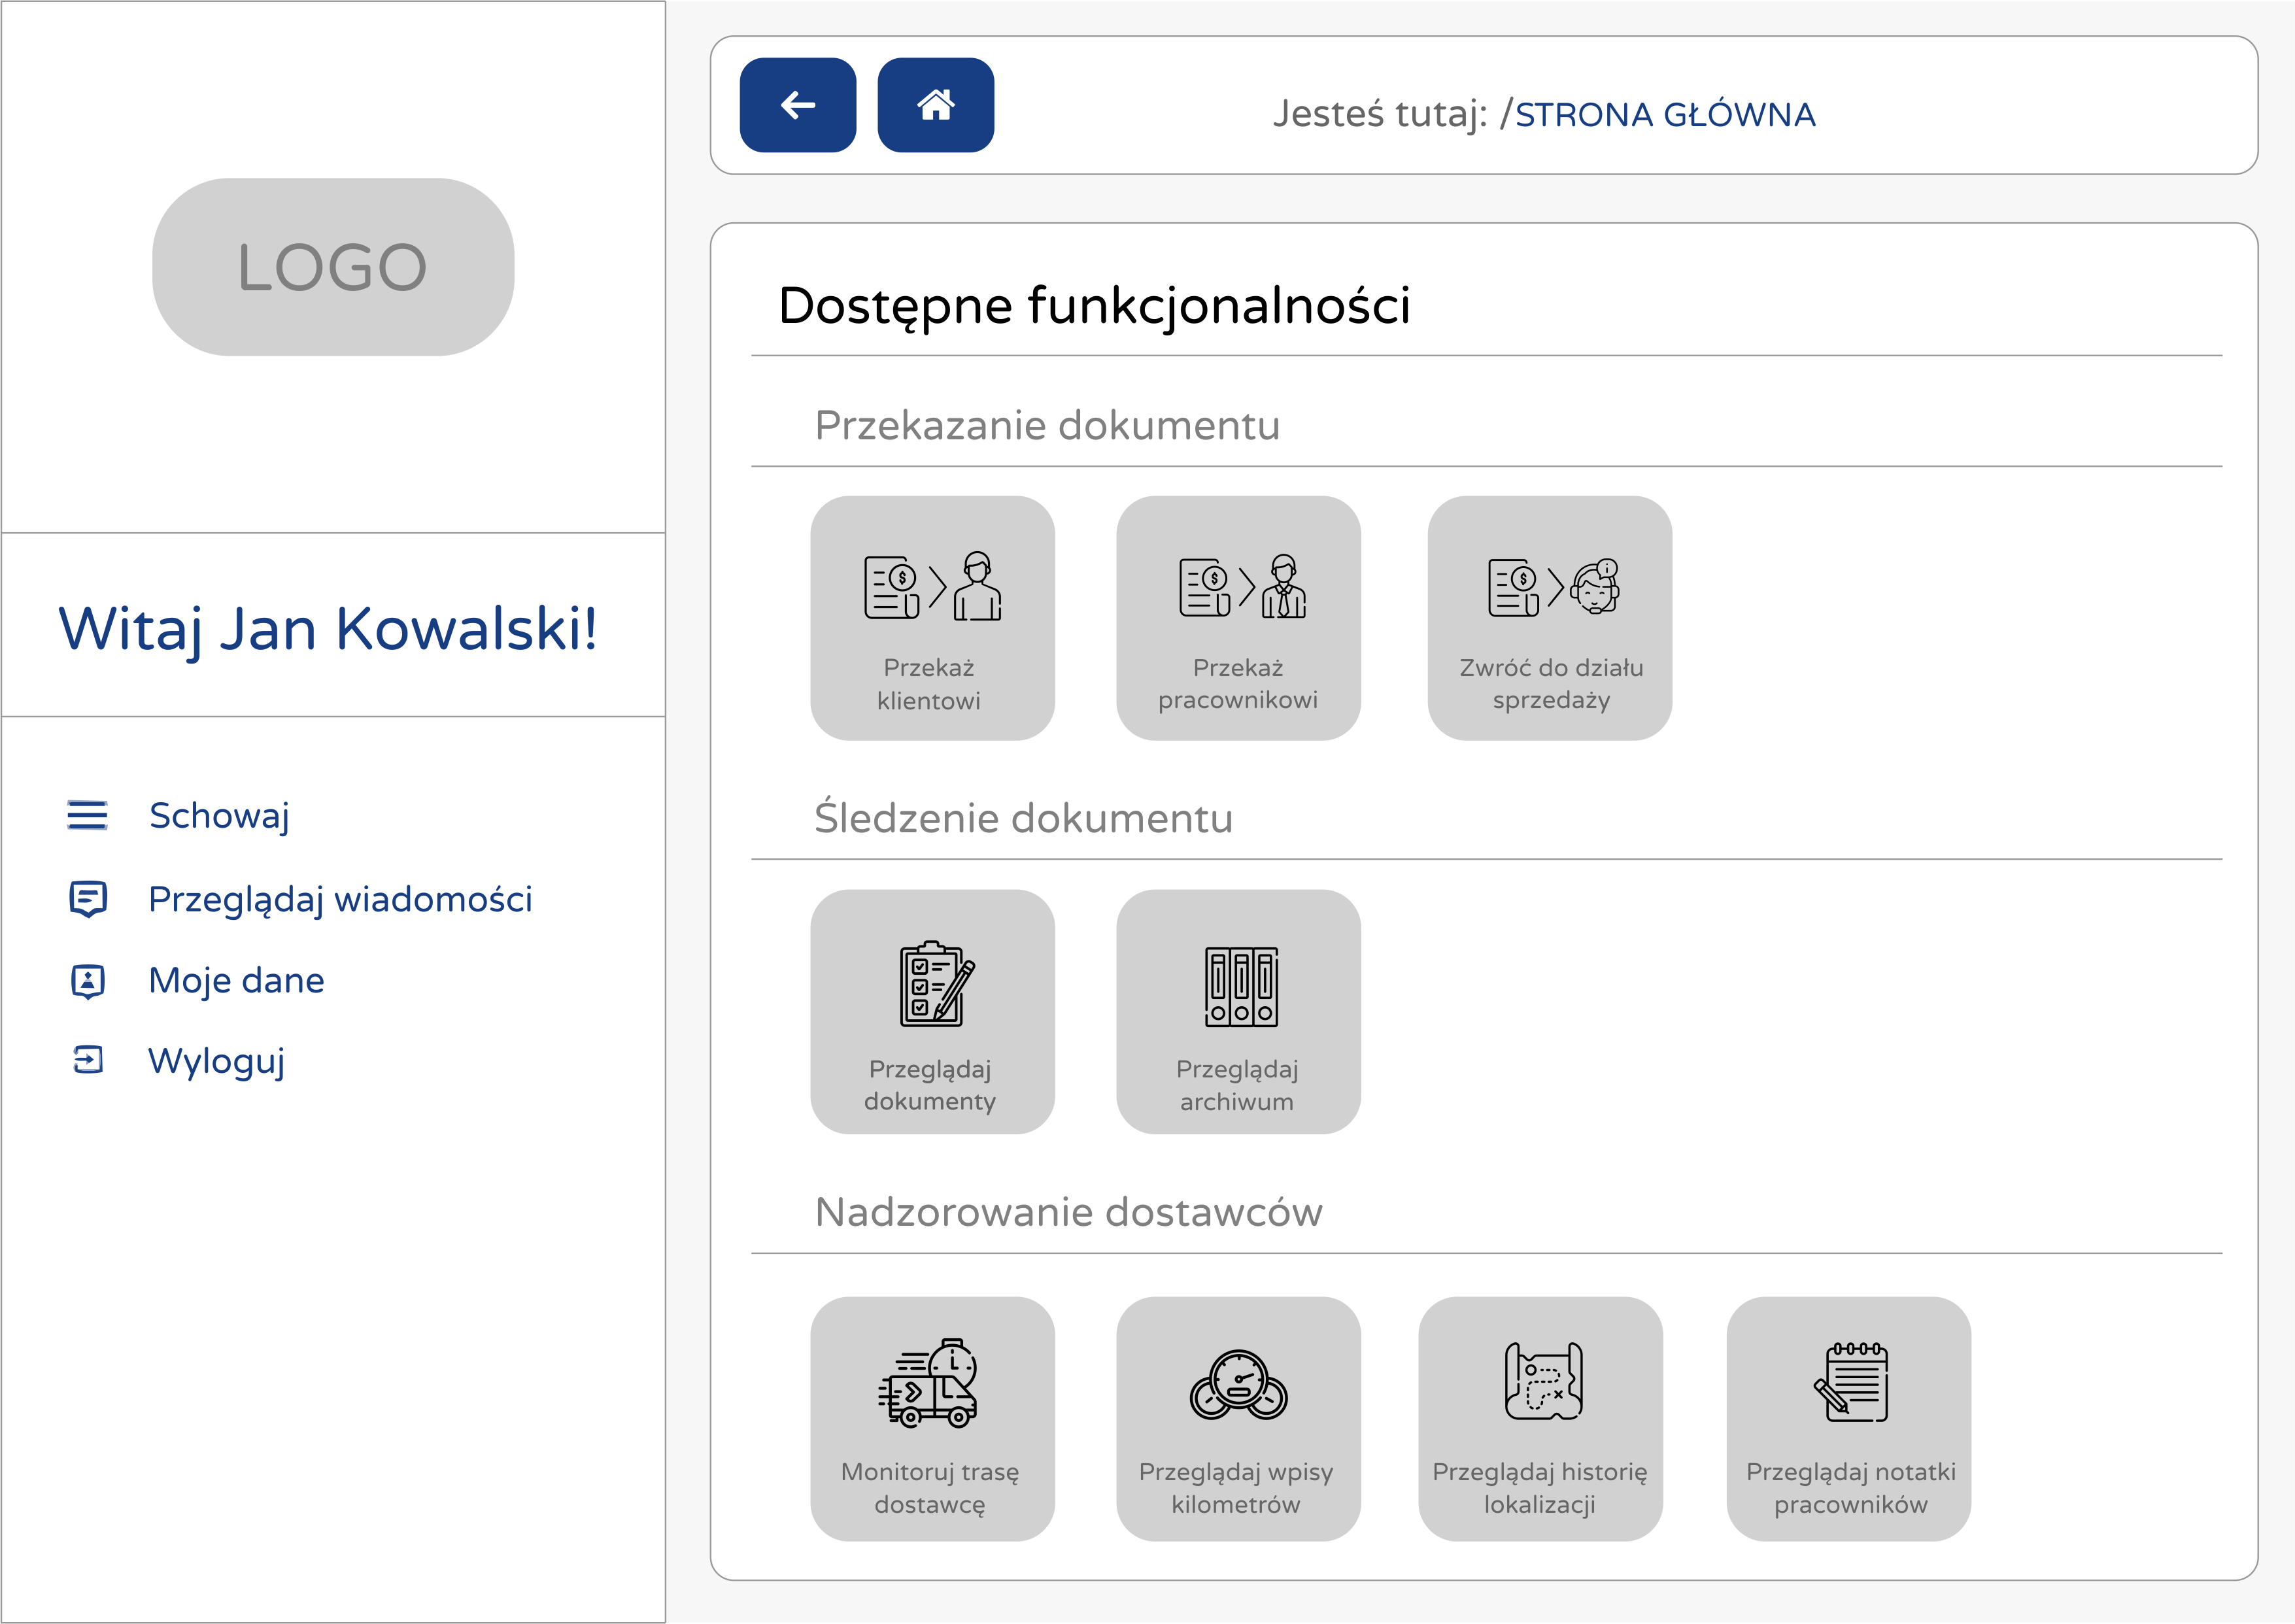 LOGO
Witaj Jan Kowalski!
Schowaj
Przeglądaj wiadomości
Moje dane
Wyloguj
Jesteś tutaj: /STRONA GŁÓWNA
Dostępne funkcjonalności
Przekazanie dokumentu
Przekaż
klientowi
Przekaż
pracownikowi
Zwróć do działu
sprzedaży
Śledzenie dokumentu
Przeglądaj
dokumenty
Przeglądaj
archiwum
Nadzorowanie dostawców
Monitoruj trasę
dostawcę
Przeglądaj wpisy
kilometrów
Przeglądaj historię
lokalizacji
Przeglądaj notatki
pracowników